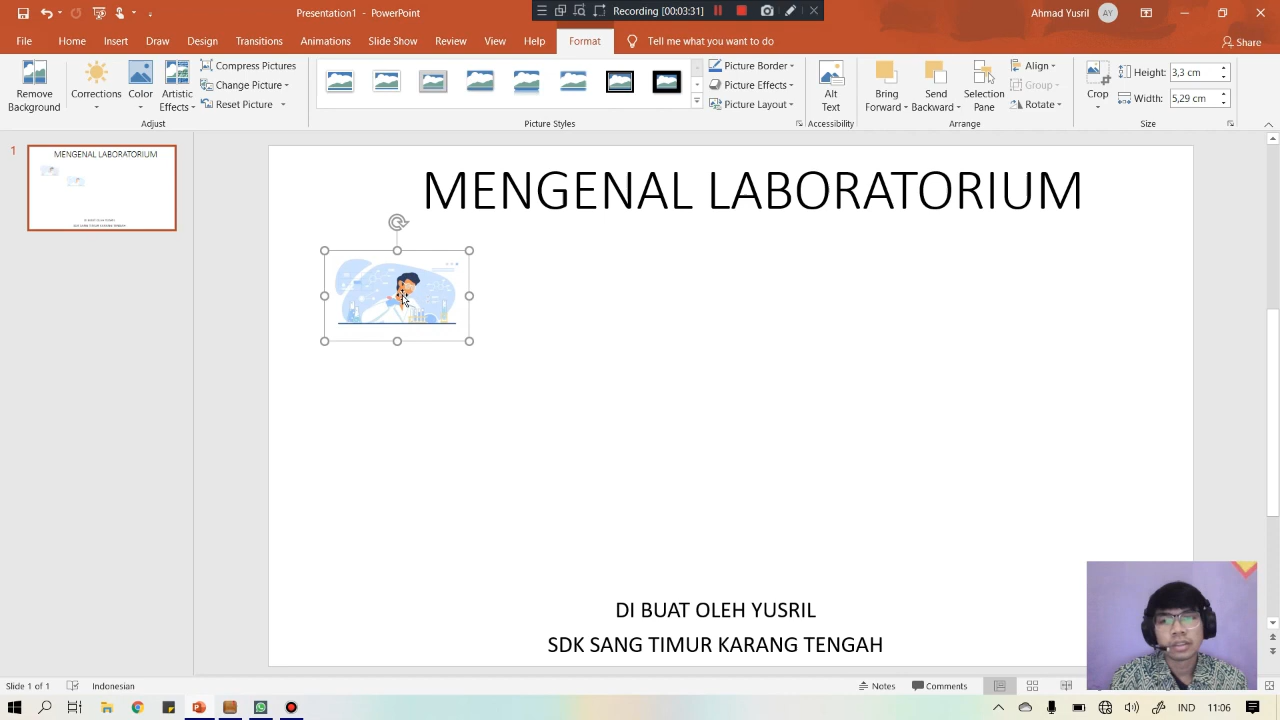 Presentation1 - PowerPoint
Recording [00:03:31]
Ahmad Yusril AY
File Home Insert Draw Design Transitions Animations Slide Show Review View Help Format Tell me what you want to do Share
Remove Background
Corrections
Color
Artistic Effects
Compress Pictures
Change Picture
Reset Picture
Picture Border
Picture Effects
Picture Layout
Alt Text
Bring Forward
Send Backward
Selection Pane
Align
Group
Rotate
Crop
Height: 3,3 cm
Width: 5,29 cm
Adjust Picture Styles Accessibility Arrange Size
1
MENGENAL LABORATORIUM
MENGENAL LABORATORIUM
DI BUAT OLEH YUSRIL
SDK SANG TIMUR KARANG TENGAH
Slide 1 of 1 Indonesian Notes Comments
ING 11:06